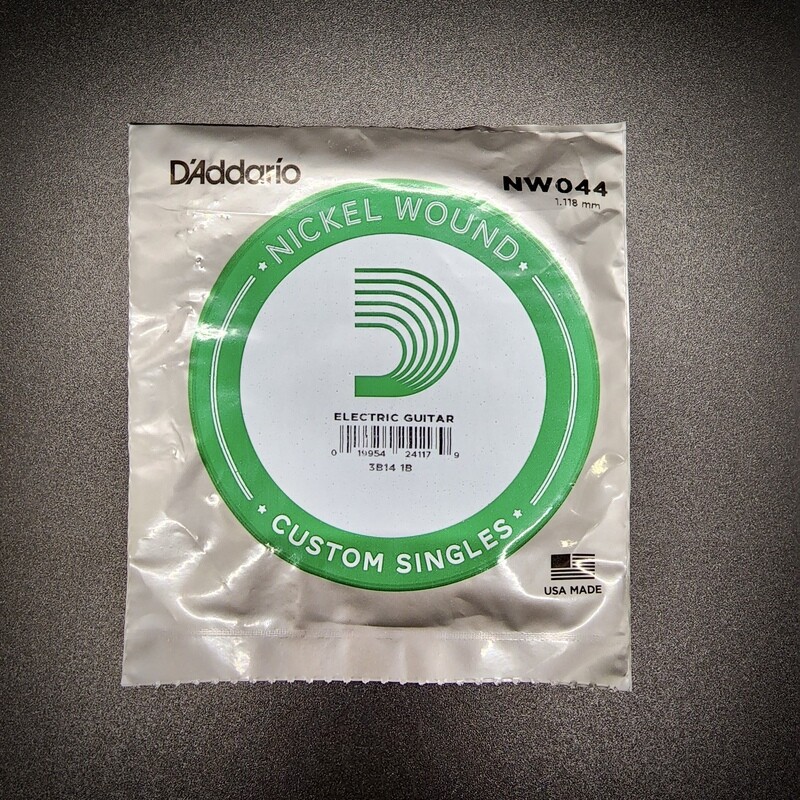 D'Addario
NW044
1.118 mm
NICKEL WOUND
ELECTRIC GUITAR
0 19954 24117 9
3B14 1B
CUSTOM SINGLES
USA MADE